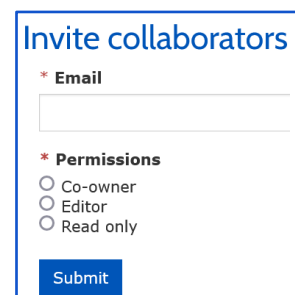 Invite collaborators
* Email
* Permissions
Co-owner
Editor
Read only
Submit